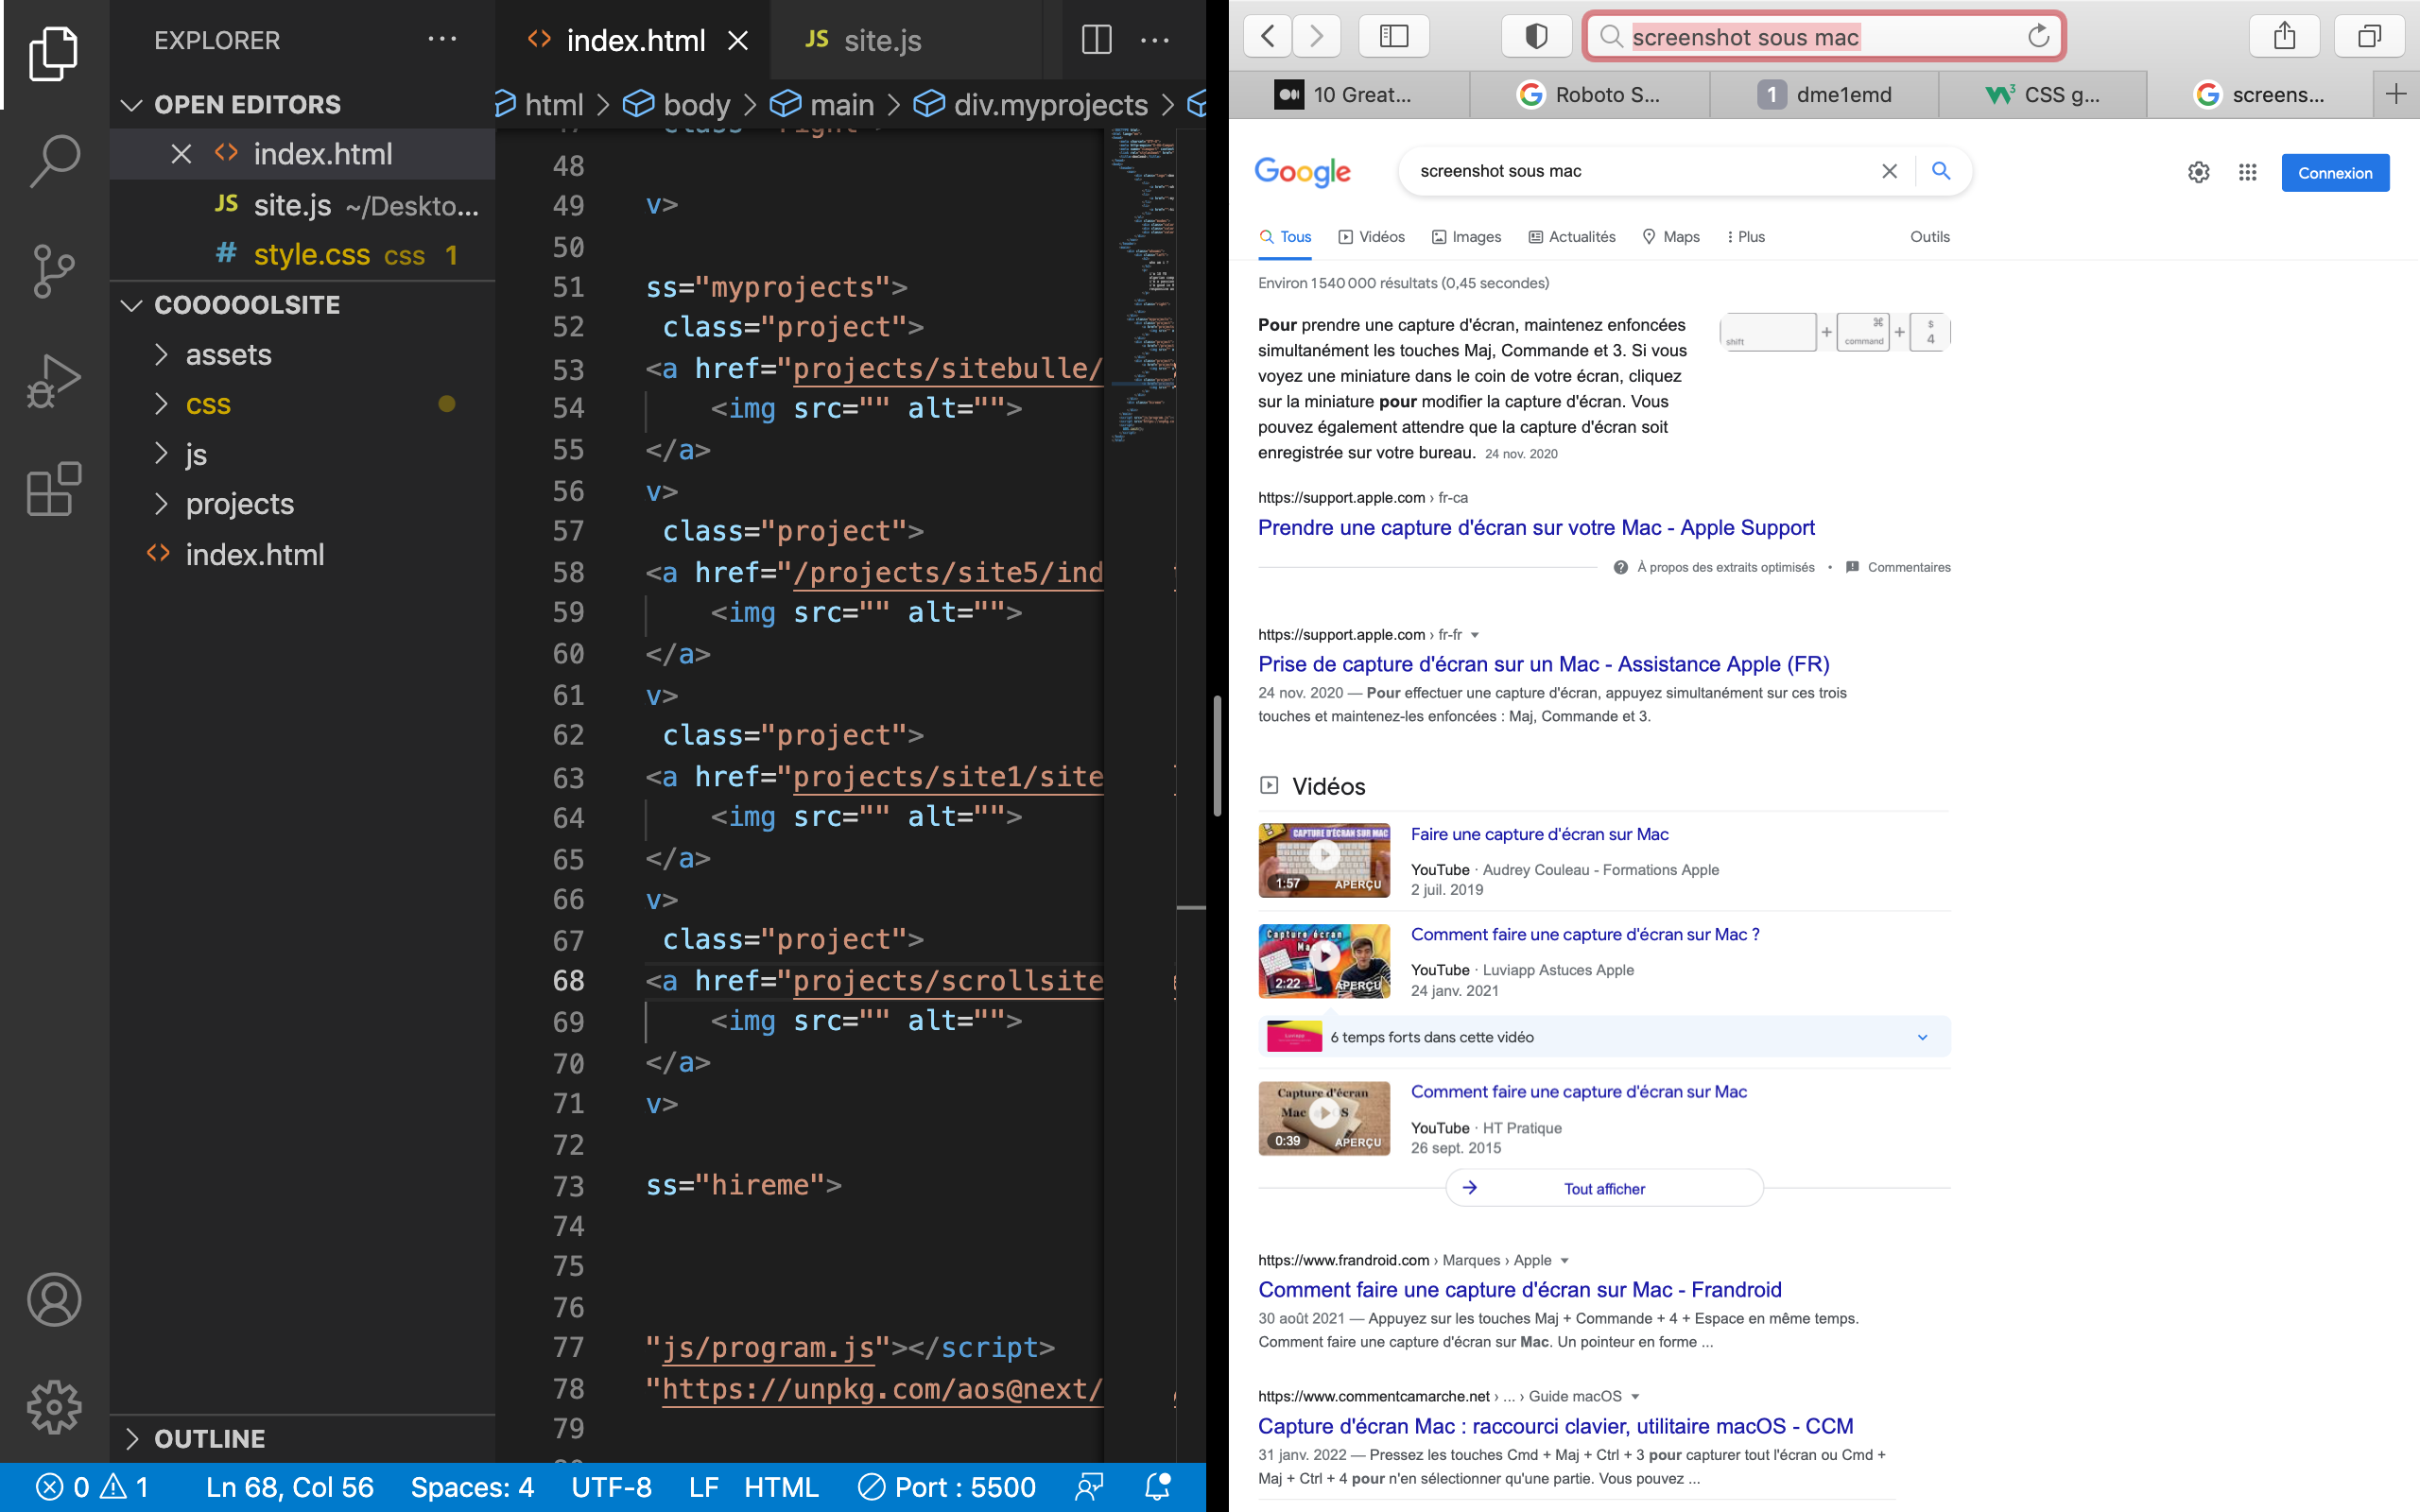 EXPLORER
OPEN EDITORS
index.html
site.js ~/Deskto...
style.css css 1
COOOOOLSITE
assets
css
js
projects
index.html
OUTLINE
index.html
JS site.js
html > body > main > div.myprojects >
48
49 v>
50
51 ss="myprojects">
52 class="project">
53 <a href="projects/sitebulle/
54 <img src="" alt="">
55 </a>
56 v>
57 class="project">
58 <a href="/projects/site5/ind
59 <img src="" alt="">
60 </a>
61 v>
62 class="project">
63 <a href="projects/site1/site
64 <img src="" alt="">
65 </a>
66 v>
67 class="project">
68 <a href="projects/scrollsite
69 <img src="" alt="">
70 </a>
71 v>
72
73 ss="hireme">
74
75
76
77 "js/program.js"></script>
78 "https://unpkg.com/aos@next/
79
0 1 Ln 68, Col 56 Spaces: 4 UTF-8 LF HTML Port : 5500
screenshot sous mac
10 Great...
Roboto S...
1 dme1emd
CSS g...
screens...
Google
screenshot sous mac
Connexion
Tous Vidéos Images Actualités Maps Plus Outils
Environ 1 540 000 résultats (0,45 secondes)
Pour prendre une capture d'écran, maintenez enfoncées
simultanément les touches Maj, Commande et 3. Si vous
voyez une miniature dans le coin de votre écran, cliquez
sur la miniature pour modifier la capture d'écran. Vous
pouvez également attendre que la capture d'écran soit
enregistrée sur votre bureau. 24 nov. 2020
shift + ⌘ command + $ 4
https://support.apple.com › fr-ca
Prendre une capture d'écran sur votre Mac - Apple Support
À propos des extraits optimisés • Commentaires
https://support.apple.com › fr-fr
Prise de capture d'écran sur un Mac - Assistance Apple (FR)
24 nov. 2020 — Pour effectuer une capture d'écran, appuyez simultanément sur ces trois
touches et maintenez-les enfoncées : Maj, Commande et 3.
Vidéos
CAPTURE D'ÉCRAN SUR MAC
1:57 APERÇU
Faire une capture d'écran sur Mac
YouTube · Audrey Couleau - Formations Apple
2 juil. 2019
Capture écran
Mac
2:22 APERÇU
Comment faire une capture d'écran sur Mac ?
YouTube · Luviapp Astuces Apple
24 janv. 2021
6 temps forts dans cette vidéo
Capture d'écran
Mac
0:39 APERÇU
Comment faire une capture d'écran sur Mac
YouTube · HT Pratique
26 sept. 2015
Tout afficher
https://www.frandroid.com › Marques › Apple
Comment faire une capture d'écran sur Mac - Frandroid
30 août 2021 — Appuyez sur les touches Maj + Commande + 4 + Espace en même temps.
Comment faire une capture d'écran sur Mac. Un pointeur en forme ...
https://www.commentcamarche.net › ... › Guide macOS
Capture d'écran Mac : raccourci clavier, utilitaire macOS - CCM
31 janv. 2022 — Pressez les touches Cmd + Maj + Ctrl + 3 pour capturer tout l'écran ou Cmd +
Maj + Ctrl + 4 pour n'en sélectionner qu'une partie. Vous pouvez ...